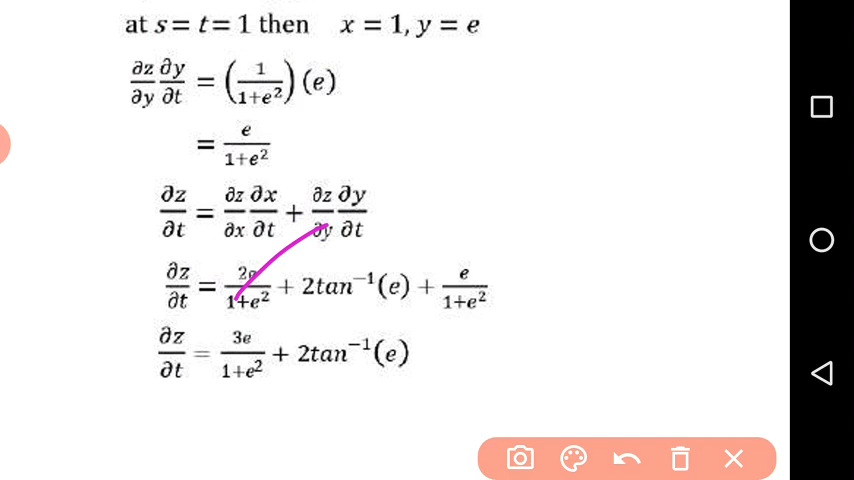 at s = t = 1 then x = 1, y = e
∂z/∂y ∂y/∂t = (1/(1+e²)) (e)
= e/(1+e²)
∂z/∂t = ∂z/∂x ∂x/∂t + ∂z/∂y ∂y/∂t
∂z/∂t = 2e/(1+e²) + 2tan⁻¹(e) + e/(1+e²)
∂z/∂t = 3e/(1+e²) + 2tan⁻¹(e)